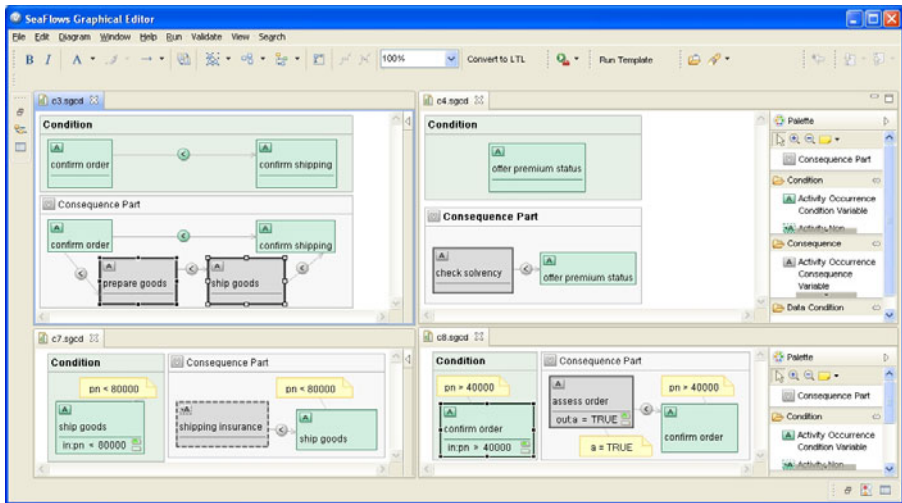 SeaFlows Graphical Editor
File Edit Diagram Window Help Run Validate View Search
B I A 100% Convert to LTL Run Template
c3.sgcd
Condition
A A
confirm order < confirm shipping
Consequence Part
A A
confirm order < confirm shipping
< A < A <
prepare goods ship goods
c4.sgcd
Condition
A
offer premium status
Consequence Part
A A
check solvency < offer premium status
Palette
Consequence Part
Condition
A Activity Occurrence
Condition Variable
Activity Non
Consequence
A Activity Occurrence
Consequence
Variable
Data Condition
c7.sgcd
Condition Consequence Part
pn < 80000 pn < 80000
A A A
ship goods shipping insurance < ship goods
in:pn < 80000
c8.sgcd
Condition Consequence Part
pn > 40000 A pn > 40000
assess order
A out:a = TRUE < A
confirm order confirm order
in:pn > 40000 a = TRUE
Palette
Consequence Part
Condition
A Activity Occurrence
Condition Variable
Activity Non